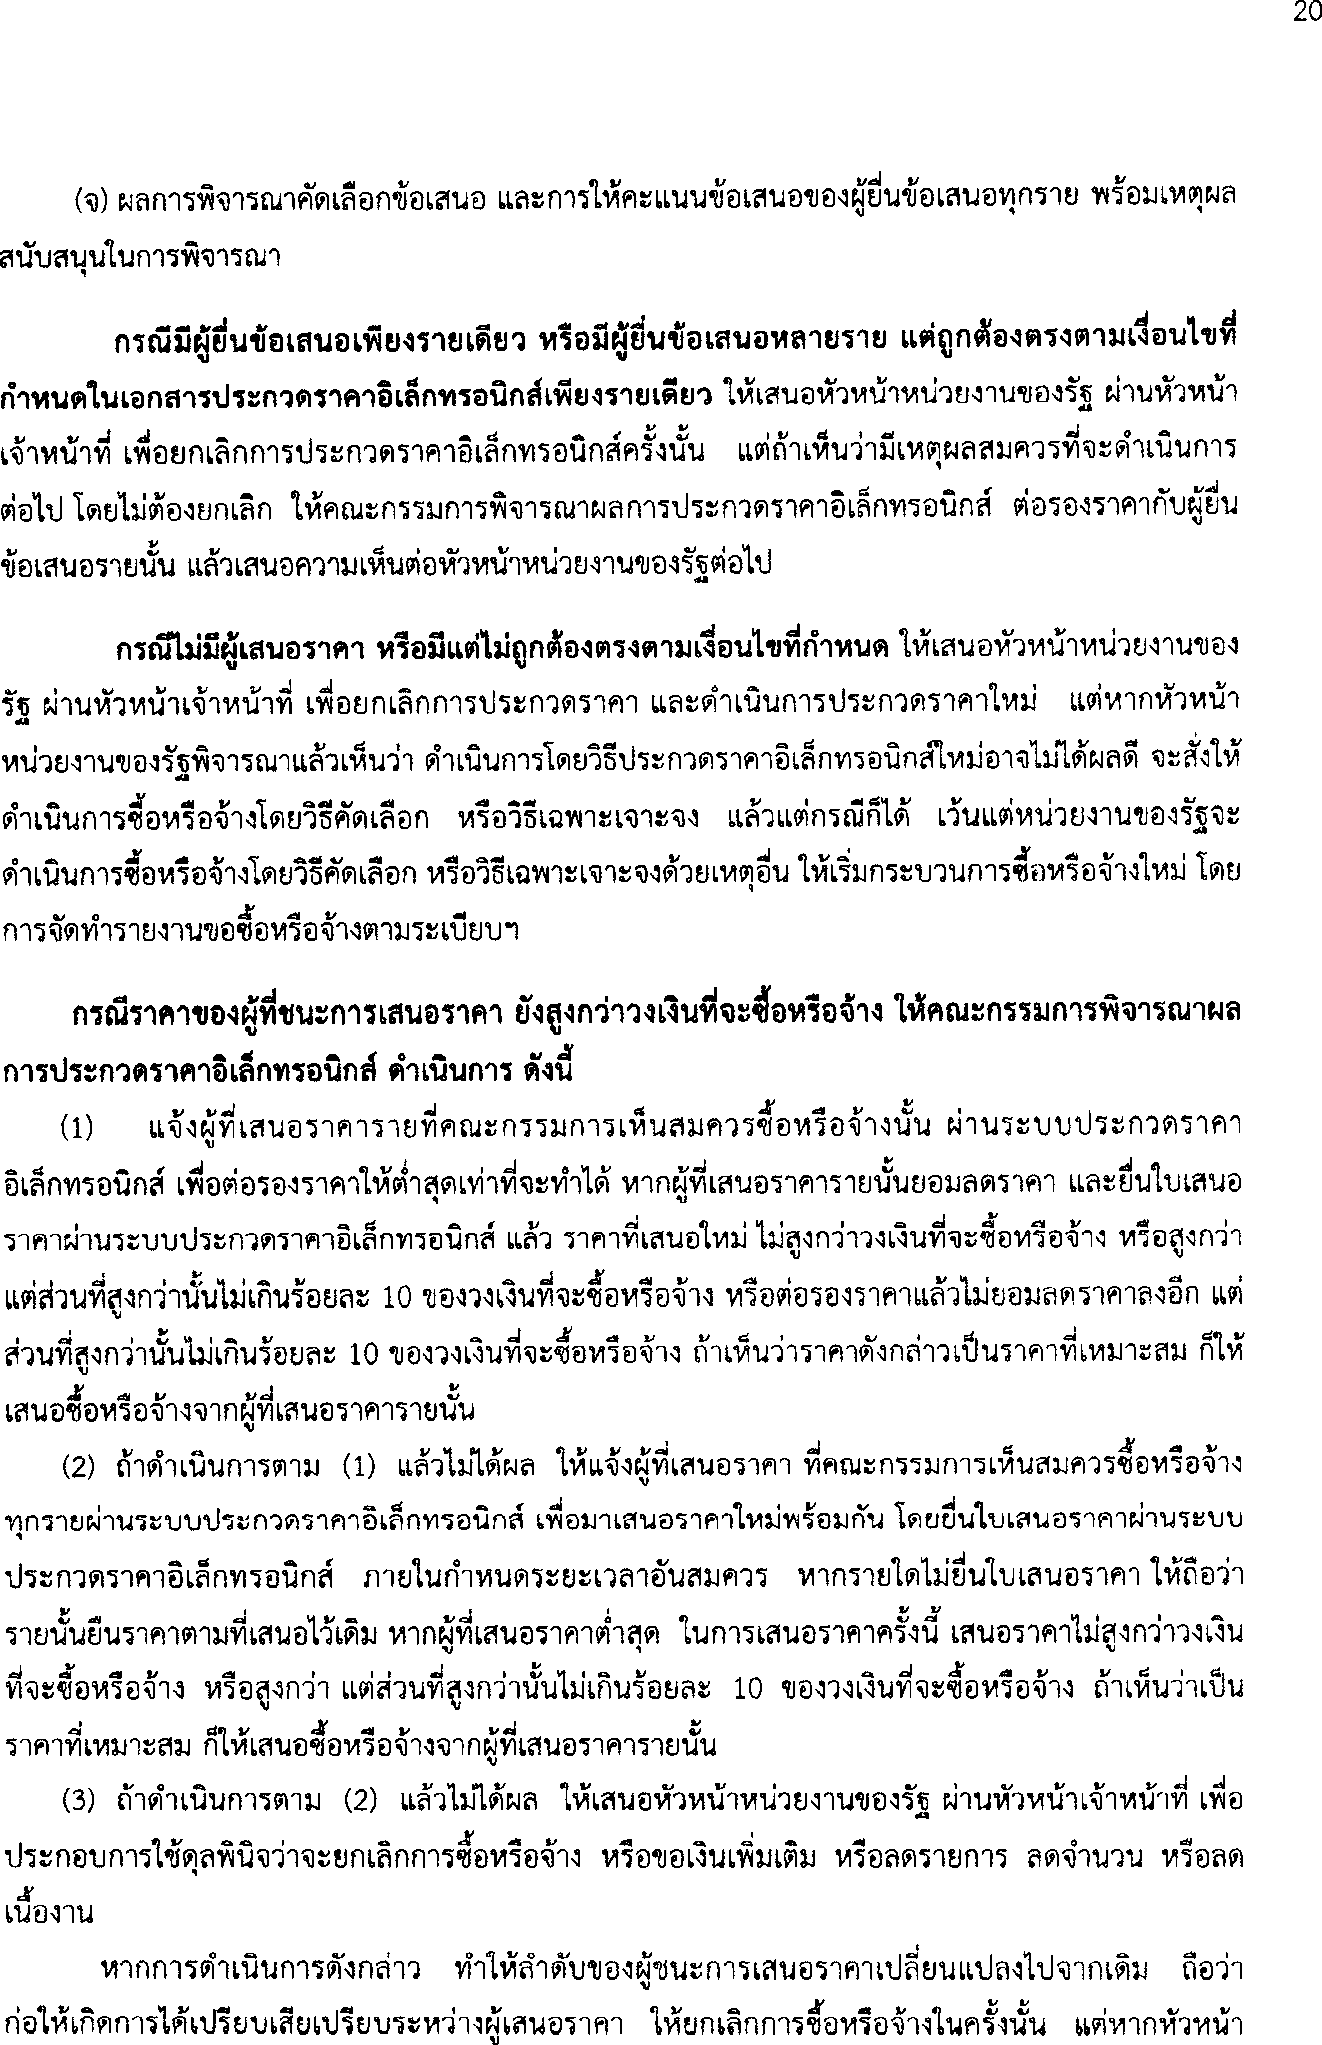 20
(จ) ผลการพิจารณาคัดเลือกข้อเสนอ และการให้คะแนนข้อเสนอของผู้ยื่นข้อเสนอทุกราย พร้อมเหตุผล
สนับสนุนในการพิจารณา
กรณีมีผู้ยื่นข้อเสนอเพียงรายเดียว หรือมีผู้ยื่นข้อเสนอหลายราย แต่ถูกต้องตรงตามเงื่อนไขที่
กำหนดในเอกสารประกวดราคาอิเล็กทรอนิกส์เพียงรายเดียว ให้เสนอหัวหน้าหน่วยงานของรัฐ ผ่านหัวหน้า
เจ้าหน้าที่ เพื่อยกเลิกการประกวดราคาอิเล็กทรอนิกส์ครั้งนั้น แต่ถ้าเห็นว่ามีเหตุผลสมควรที่จะดำเนินการ
ต่อไป โดยไม่ต้องยกเลิก ให้คณะกรรมการพิจารณาผลการประกวดราคาอิเล็กทรอนิกส์ ต่อรองราคากับผู้ยื่น
ข้อเสนอรายนั้น แล้วเสนอความเห็นต่อหัวหน้าหน่วยงานของรัฐต่อไป
กรณีไม่มีผู้เสนอราคา หรือมีแต่ไม่ถูกต้องตรงตามเงื่อนไขที่กำหนด ให้เสนอหัวหน้าหน่วยงานของ
รัฐ ผ่านหัวหน้าเจ้าหน้าที่ เพื่อยกเลิกการประกวดราคา และดำเนินการประกวดราคาใหม่ แต่หากหัวหน้า
หน่วยงานของรัฐพิจารณาแล้วเห็นว่า ดำเนินการโดยวิธีประกวดราคาอิเล็กทรอนิกส์ใหม่อาจไม่ได้ผลดี จะสั่งให้
ดำเนินการซื้อหรือจ้างโดยวิธีคัดเลือก หรือวิธีเฉพาะเจาะจง แล้วแต่กรณีก็ได้ เว้นแต่หน่วยงานของรัฐจะ
ดำเนินการซื้อหรือจ้างโดยวิธีคัดเลือก หรือวิธีเฉพาะเจาะจงด้วยเหตุอื่น ให้เริ่มกระบวนการซื้อหรือจ้างใหม่ โดย
การจัดทำรายงานขอซื้อหรือจ้างตามระเบียบฯ
กรณีราคาของผู้ที่ชนะการเสนอราคา ยังสูงกว่าวงเงินที่จะซื้อหรือจ้าง ให้คณะกรรมการพิจารณาผล
การประกวดราคาอิเล็กทรอนิกส์ ดำเนินการ ดังนี้
(1) แจ้งผู้ที่เสนอราคารายที่คณะกรรมการเห็นสมควรซื้อหรือจ้างนั้น ผ่านระบบประกวดราคา
อิเล็กทรอนิกส์ เพื่อต่อรองราคาให้ต่ำสุดเท่าที่จะทำได้ หากผู้ที่เสนอราคารายนั้นยอมลดราคา และยื่นใบเสนอ
ราคาผ่านระบบประกวดราคาอิเล็กทรอนิกส์ แล้ว ราคาที่เสนอใหม่ ไม่สูงกว่าวงเงินที่จะซื้อหรือจ้าง หรือสูงกว่า
แต่ส่วนที่สูงกว่านั้นไม่เกินร้อยละ 10 ของวงเงินที่จะซื้อหรือจ้าง หรือต่อรองราคาแล้วไม่ยอมลดราคาลงอีก แต่
ส่วนที่สูงกว่านั้นไม่เกินร้อยละ 10 ของวงเงินที่จะซื้อหรือจ้าง ถ้าเห็นว่าราคาดังกล่าวเป็นราคาที่เหมาะสม ก็ให้
เสนอซื้อหรือจ้างจากผู้ที่เสนอราคารายนั้น
(2) ถ้าดำเนินการตาม (1) แล้วไม่ได้ผล ให้แจ้งผู้ที่เสนอราคา ที่คณะกรรมการเห็นสมควรซื้อหรือจ้าง
ทุกรายผ่านระบบประกวดราคาอิเล็กทรอนิกส์ เพื่อมาเสนอราคาใหม่พร้อมกัน โดยยื่นใบเสนอราคาผ่านระบบ
ประกวดราคาอิเล็กทรอนิกส์ ภายในกำหนดระยะเวลาอันสมควร หากรายใดไม่ยื่นใบเสนอราคา ให้ถือว่า
รายนั้นยืนราคาตามที่เสนอไว้เดิม หากผู้ที่เสนอราคาต่ำสุด ในการเสนอราคาครั้งนี้ เสนอราคาไม่สูงกว่าวงเงิน
ที่จะซื้อหรือจ้าง หรือสูงกว่า แต่ส่วนที่สูงกว่านั้นไม่เกินร้อยละ 10 ของวงเงินที่จะซื้อหรือจ้าง ถ้าเห็นว่าเป็น
ราคาที่เหมาะสม ก็ให้เสนอซื้อหรือจ้างจากผู้ที่เสนอราคารายนั้น
(3) ถ้าดำเนินการตาม (2) แล้วไม่ได้ผล ให้เสนอหัวหน้าหน่วยงานของรัฐ ผ่านหัวหน้าเจ้าหน้าที่ เพื่อ
ประกอบการใช้ดุลพินิจว่าจะยกเลิกการซื้อหรือจ้าง หรือขอเงินเพิ่มเติม หรือลดรายการ ลดจำนวน หรือลด
เนื้องาน
หากการดำเนินการดังกล่าว ทำให้ลำดับของผู้ชนะการเสนอราคาเปลี่ยนแปลงไปจากเดิม ถือว่า
ก่อให้เกิดการได้เปรียบเสียเปรียบระหว่างผู้เสนอราคา ให้ยกเลิกการซื้อหรือจ้างในครั้งนั้น แต่หากหัวหน้า